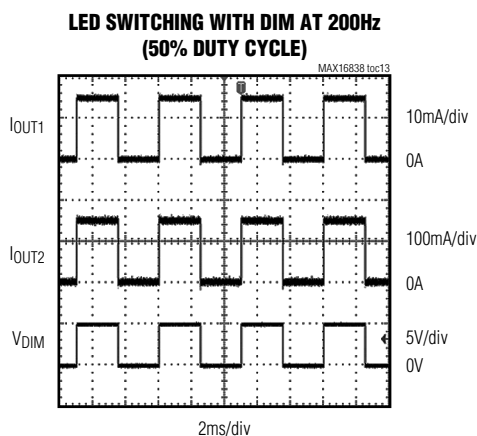 LED SWITCHING WITH DIM AT 200Hz
(50% DUTY CYCLE)
MAX16838 toc13
IOUT1
10mA/div
0A
IOUT2
100mA/div
0A
VDIM
5V/div
0V
2ms/div